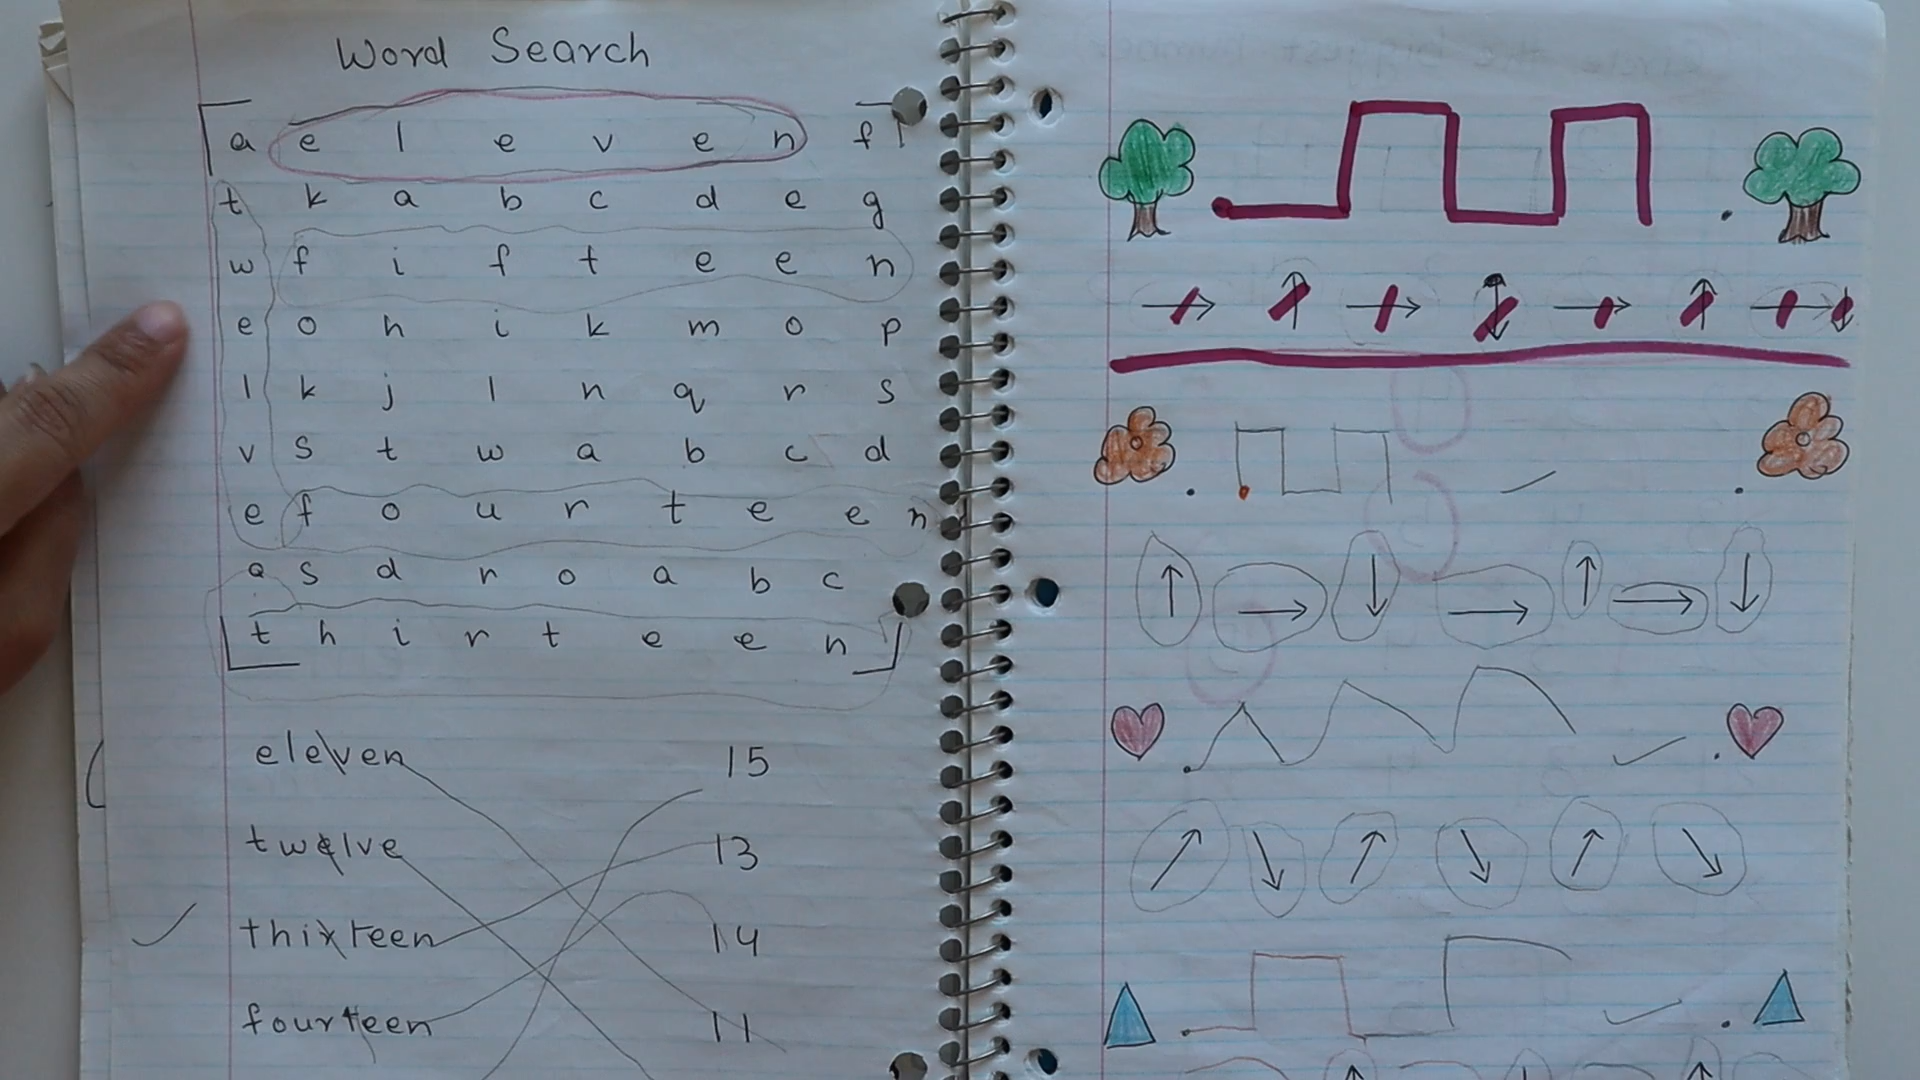 Word Search
a e l e v e n f
t k a b c d e g
w f i f t e e n
e o h i k m o p
l k j l n q r s
v s t w a b c d
e f o u r t e e n
a s d r o a b c
t h i r t e e n
eleven 15
twelve 13
thirteen 14
fourteen 11